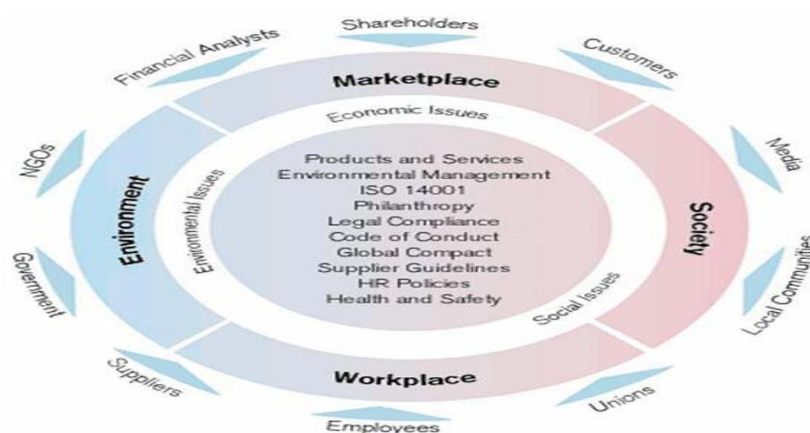 Shareholders
Financial Analysts
Customers
Marketplace
Economic Issues
NGOs
Media
Environment
Environmental Issues
Products and Services
Environmental Management
ISO 14001
Philanthropy
Legal Compliance
Code of Conduct
Global Compact
Supplier Guidelines
HR Policies
Health and Safety
Society
Social Issues
Government
Local Communities
Workplace
Suppliers
Unions
Employees